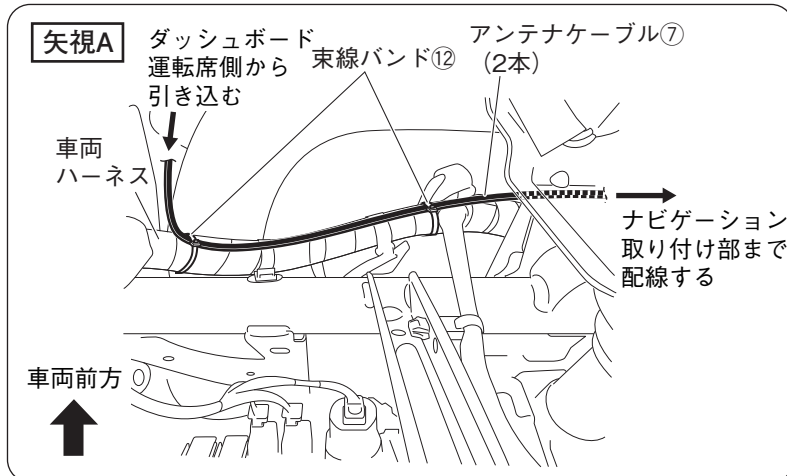 矢視A
ダッシュボード
運転席側から
引き込む
束線バンド⑫
アンテナケーブル⑦
(2本)
車両
ハーネス
ナビゲーション
取り付け部まで
配線する
車両前方